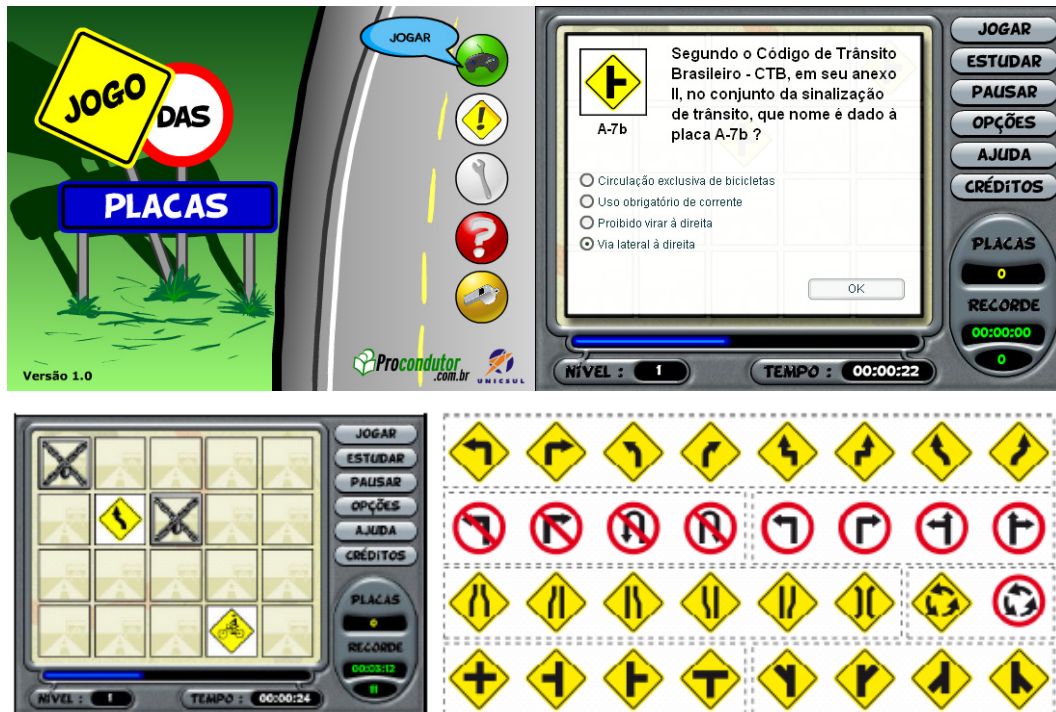 JOGAR
JOGO
DAS
PLACAS
Versão 1.0
Procondutor
.com.br
UNICSUL
A-7b
Segundo o Código de Trânsito
Brasileiro - CTB, em seu anexo
II, no conjunto da sinalização
de trânsito, que nome é dado à
placa A-7b ?
Circulação exclusiva de bicicletas
Uso obrigatório de corrente
Proibido virar à direita
Via lateral à direita
OK
JOGAR
ESTUDAR
PAUSAR
OPÇÕES
AJUDA
CRÉDITOS
PLACAS
0
RECORDE
00:00:00
0
NÍVEL : 1
TEMPO : 00:00:22
JOGAR
ESTUDAR
PAUSAR
OPÇÕES
AJUDA
CRÉDITOS
PLACAS
0
RECORDE
00:03:12
11
NÍVEL : 1
TEMPO : 00:00:24